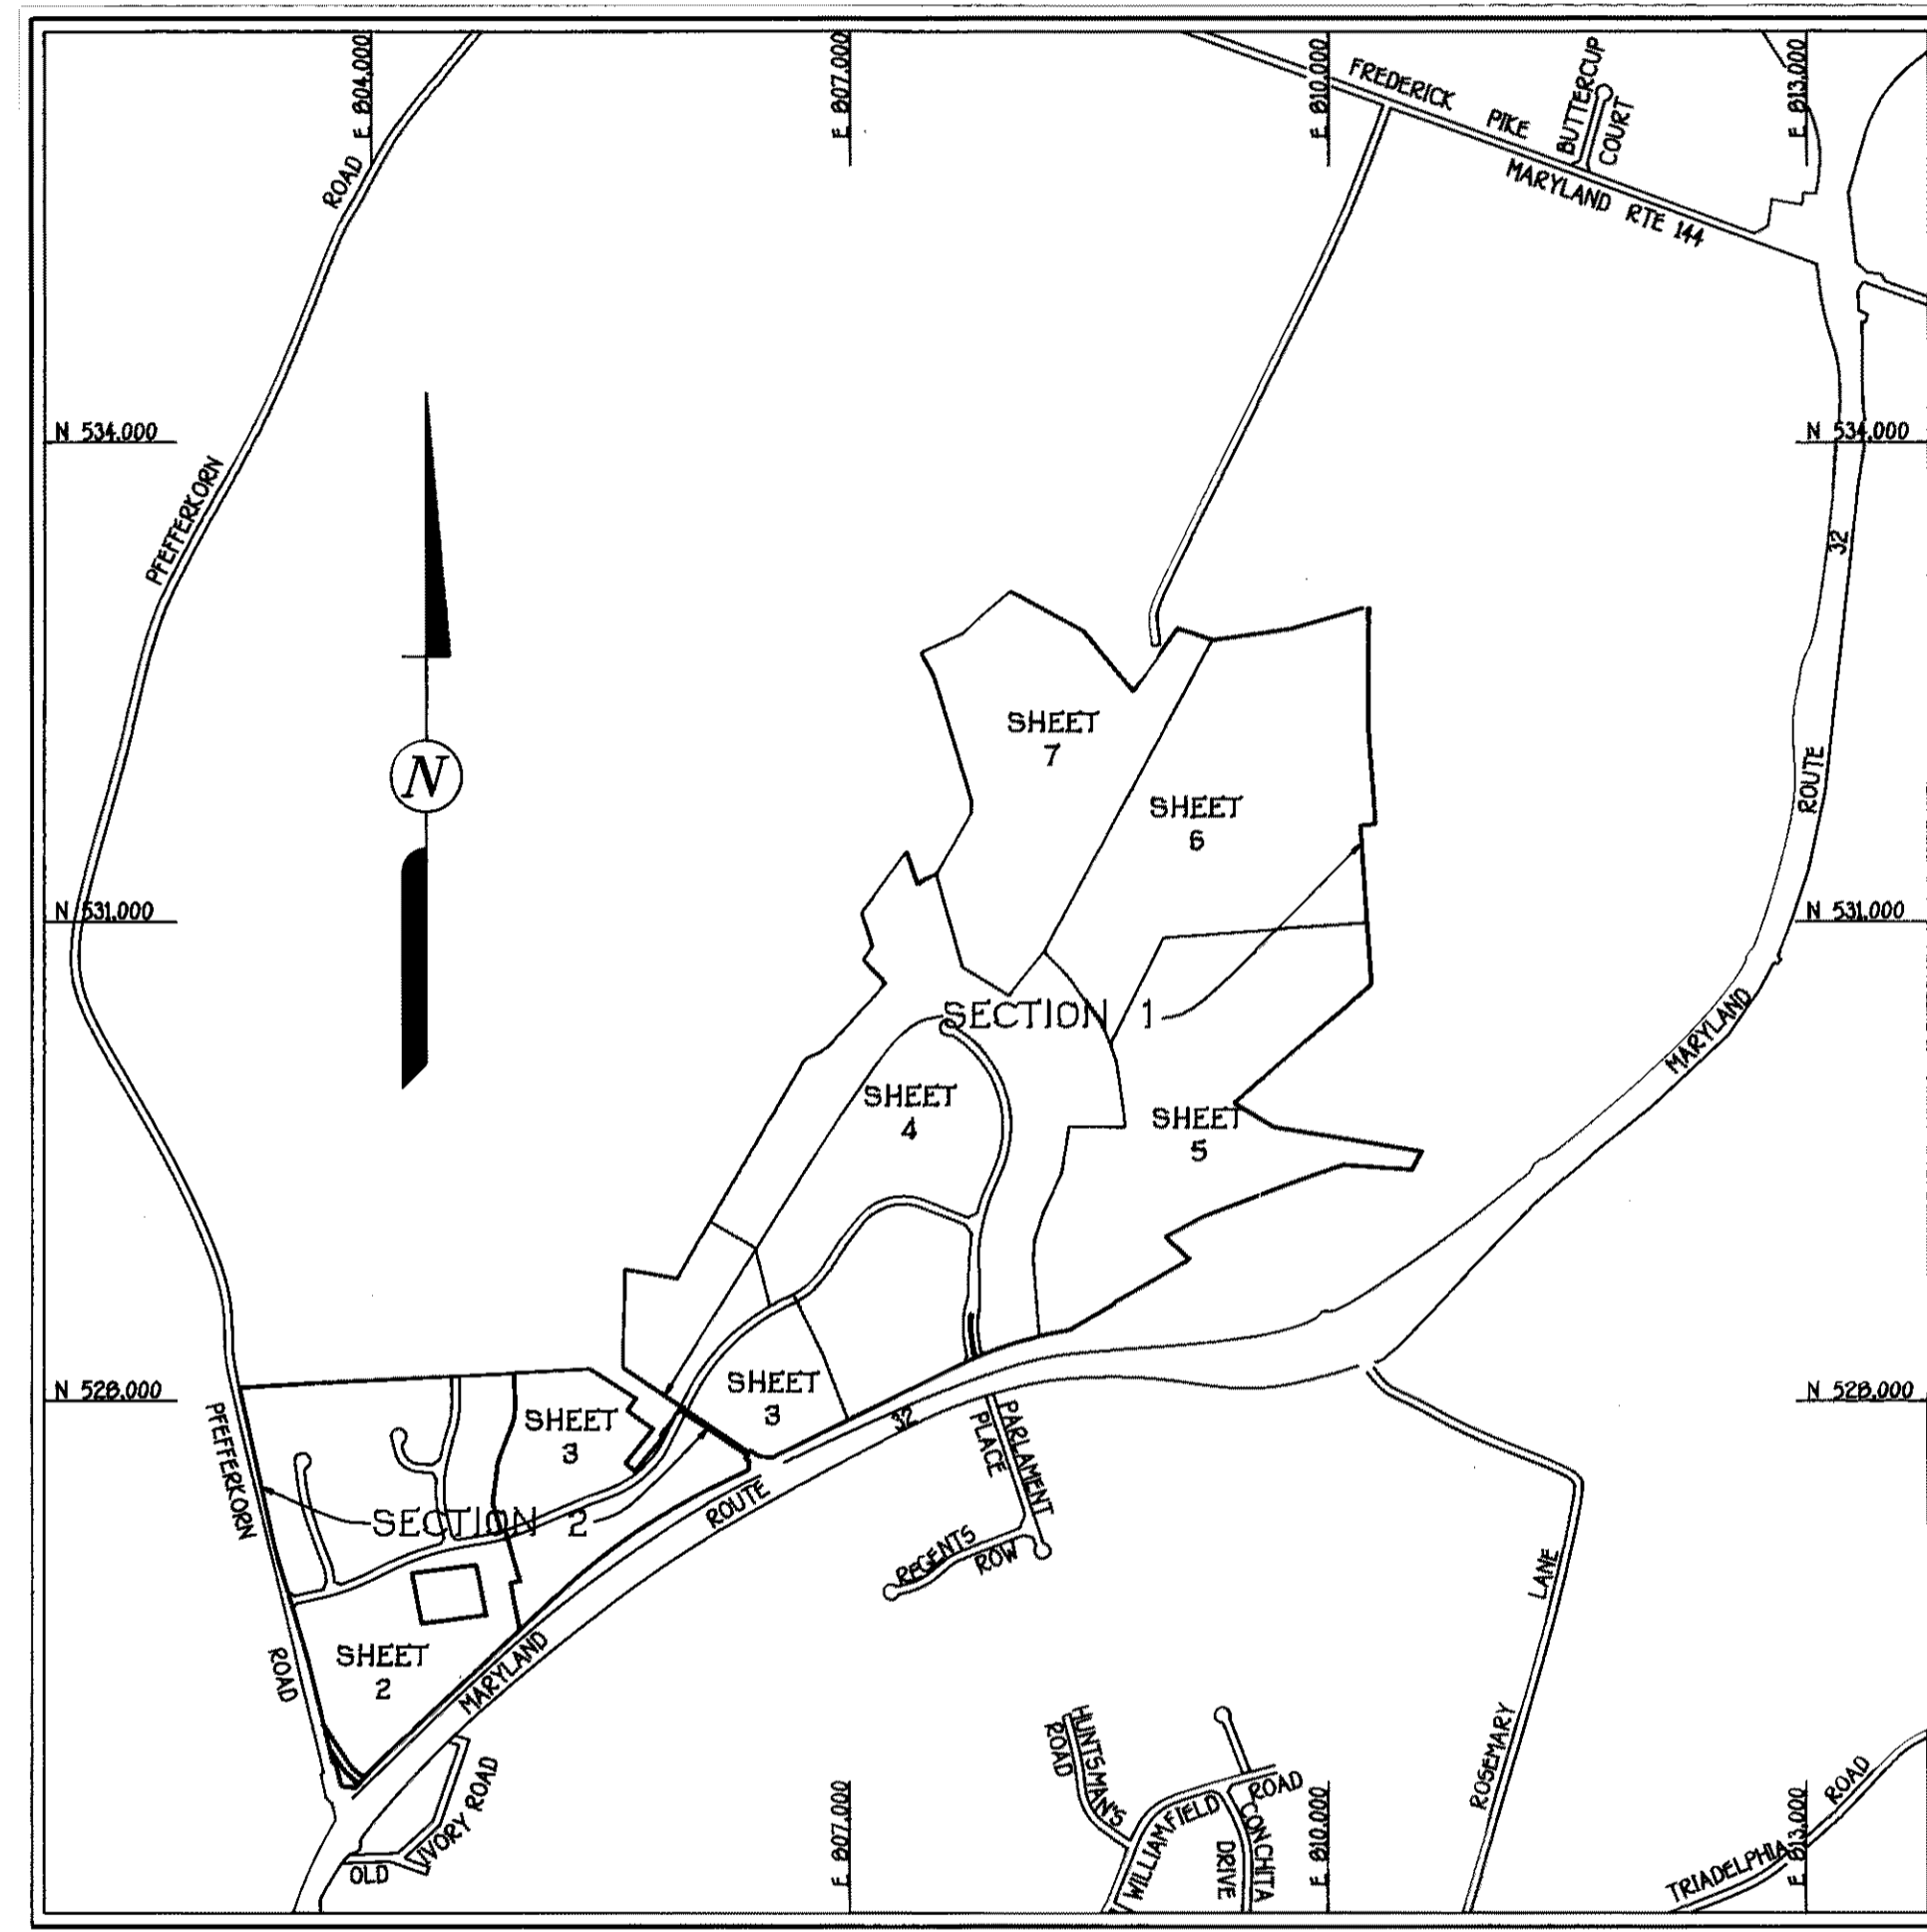 E 804.000
E 807.000
E 810.000
E 813.000
FREDERICK PIKE
BUTTERCUP
COURT
MARYLAND RTE 144
ROAD
PFEFFERKORN
N 534.000
N 534.000
32
ROUTE
MARYLAND
N
SHEET
7
SHEET
6
N 531.000
N 531.000
SECTION 1
SHEET
4
SHEET
5
N 528.000
N 528.000
SHEET
3
SHEET
3
32
PARLAMENT
PLACE
PFEFFERKORN
ROAD
SECTION 2
ROUTE
MARYLAND
REGENTS
ROW
LANE
ROSEMARY
SHEET
2
OLD
IVORY ROAD
HUNTSMAN'S
ROAD
WILLIAMFIELD
ROAD
CONCHITA
DRIVE
TRIADELPHIA
ROAD
E 807.000
E 810.000
E 813.000